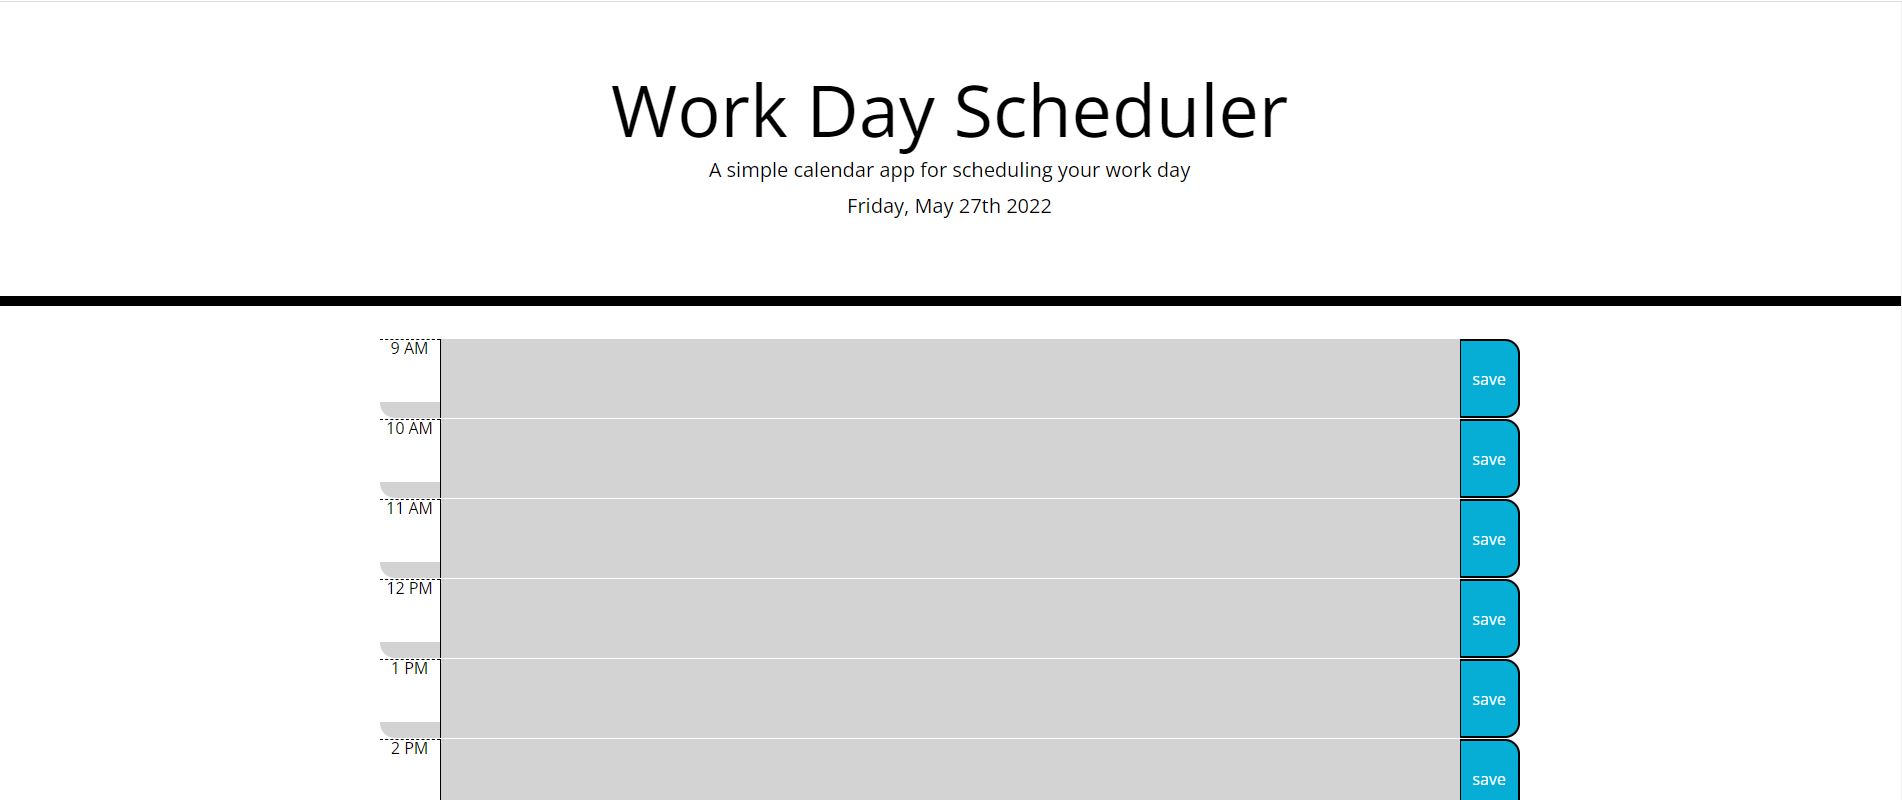 Work Day Scheduler
A simple calendar app for scheduling your work day
Friday, May 27th 2022
9 AM
save
10 AM
save
11 AM
save
12 PM
save
1 PM
save
2 PM
save